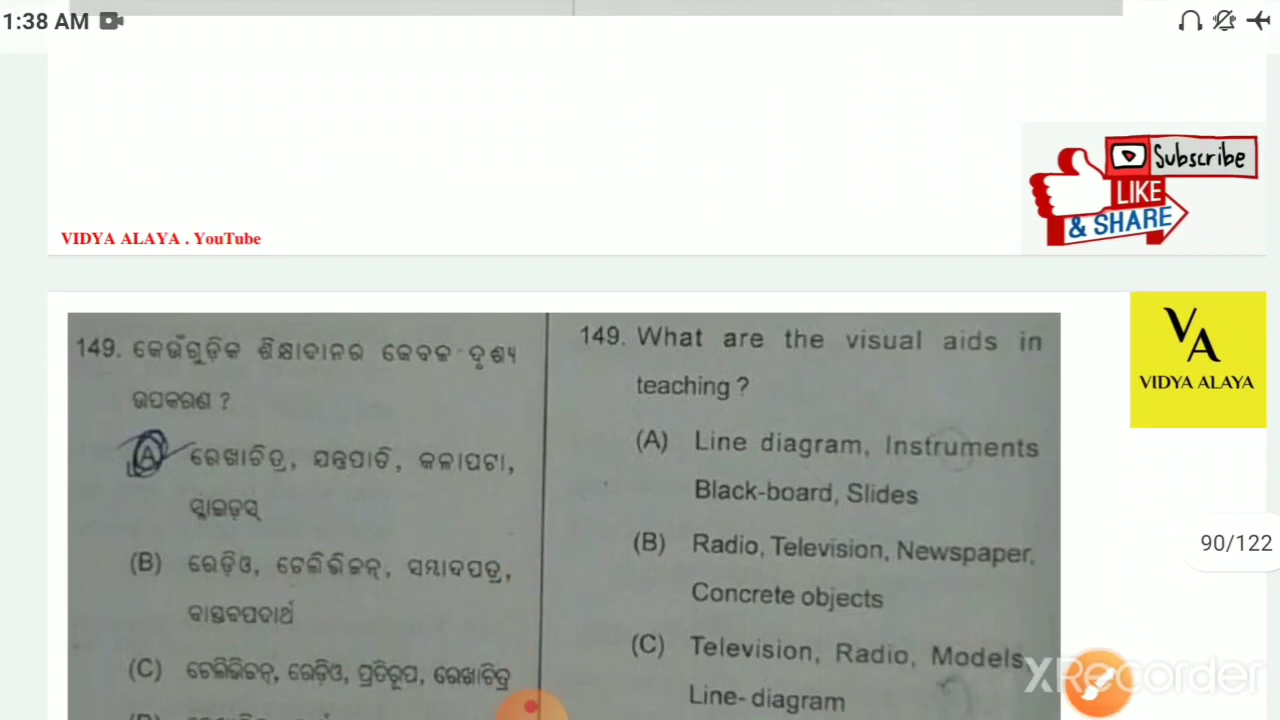 1:38 AM
Subscribe
LIKE
& SHARE
VIDYA ALAYA . YouTube
VA
VIDYA ALAYA
149. କେଉଁଗୁଡ଼ିକ ଶିକ୍ଷାଦାନର କେବଳ ଦୃଶ୍ୟ
ଉପକରଣ ?
(A) ରେଖାଚିତ୍ର, ଯନ୍ତ୍ରପାତି, କଳାପଟା,
ସ୍ଲାଇଡ୍‌ସ୍
(B) ରେଡ଼ିଓ, ଟେଲିଭିଜନ୍, ସମ୍ବାଦପତ୍ର,
ବାସ୍ତବପଦାର୍ଥ
(C) ଟେଲିଭିଜନ୍, ରେଡ଼ିଓ, ପ୍ରତିରୂପ, ରେଖାଚିତ୍ର
149. What are the visual aids in
teaching ?
(A) Line diagram, Instruments
Black-board, Slides
(B) Radio, Television, Newspaper,
Concrete objects
(C) Television, Radio, Models,
Line- diagram
90/122
XRecorder